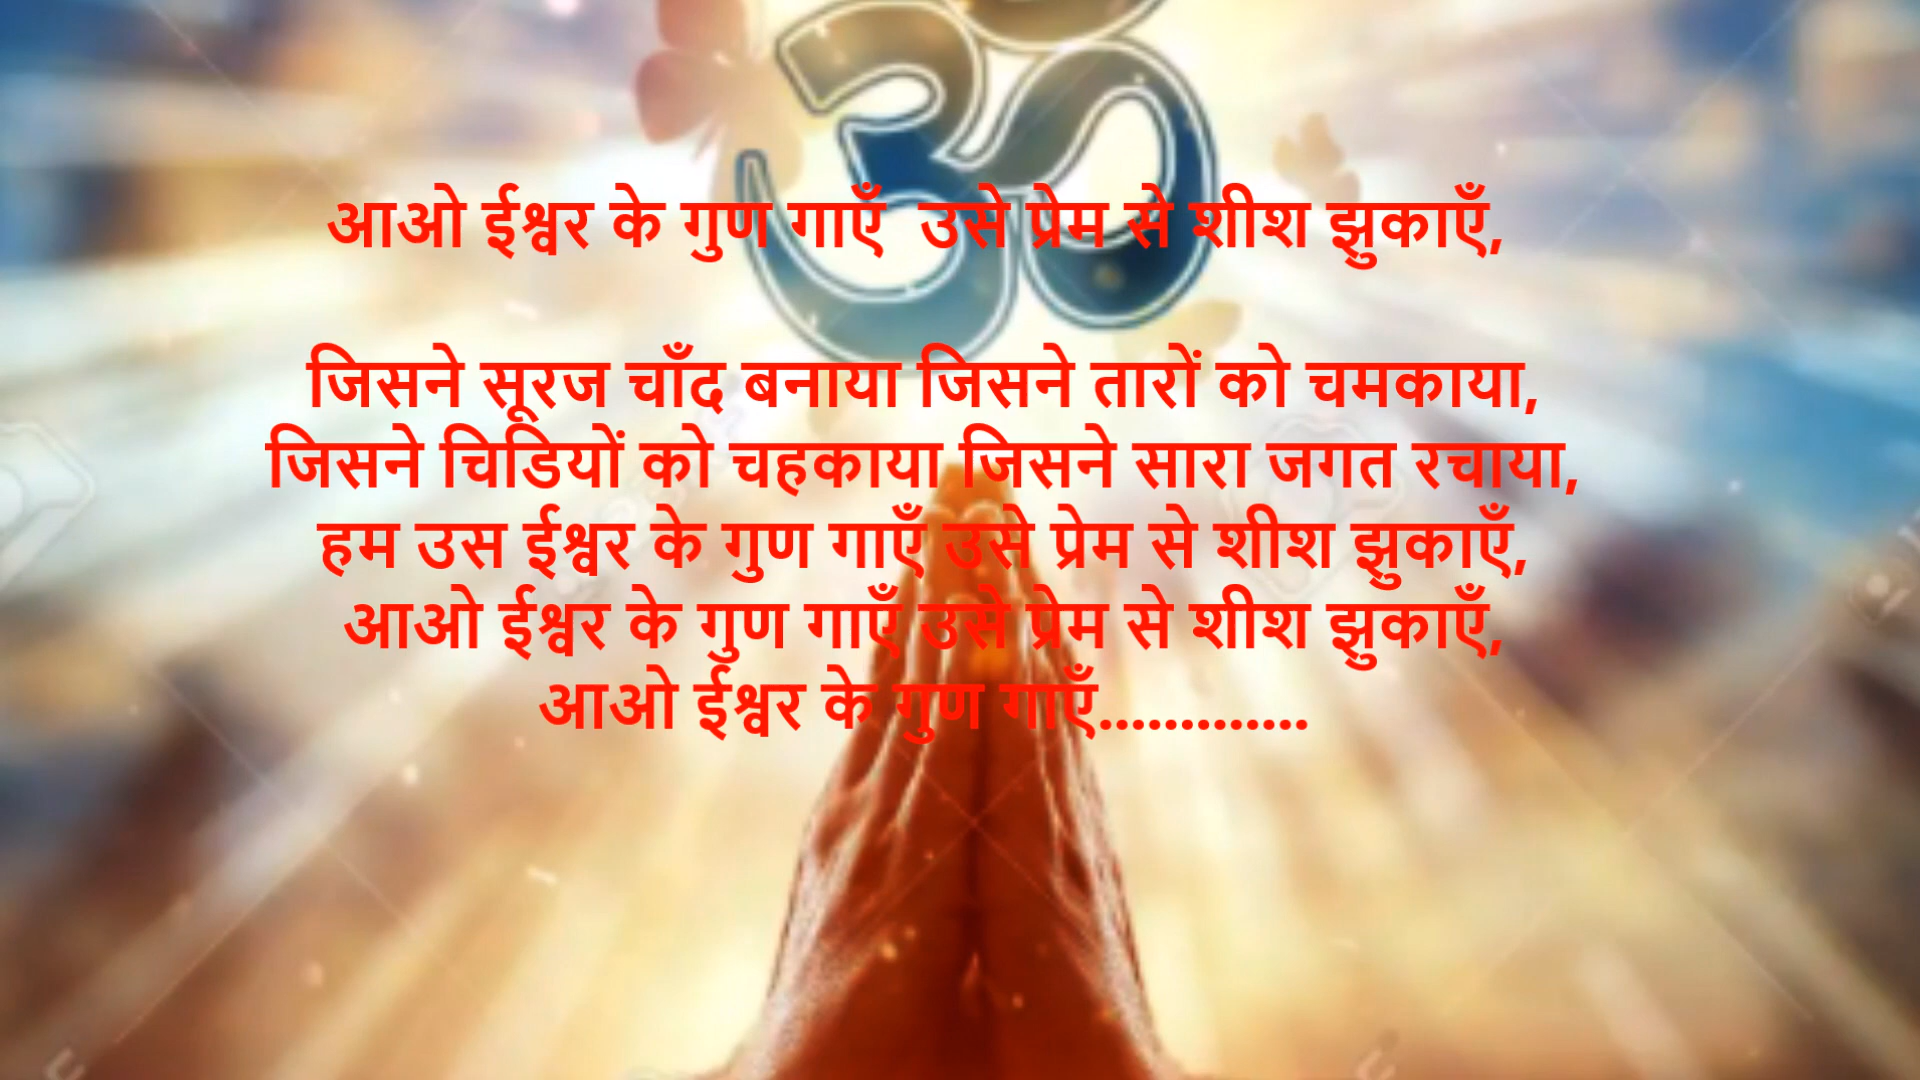 आओ ईश्वर के गुण गाएँ  उसे प्रेम से शीश झुकाएँ,
जिसने सूरज चाँद बनाया जिसने तारों को चमकाया,
जिसने चिडियों को चहकाया जिसने सारा जगत रचाया,
हम उस ईश्वर के गुण गाएँ उसे प्रेम से शीश झुकाएँ,
आओ ईश्वर के गुण गाएँ उसे प्रेम से शीश झुकाएँ,
आओ ईश्वर के गुण गाएँ.............